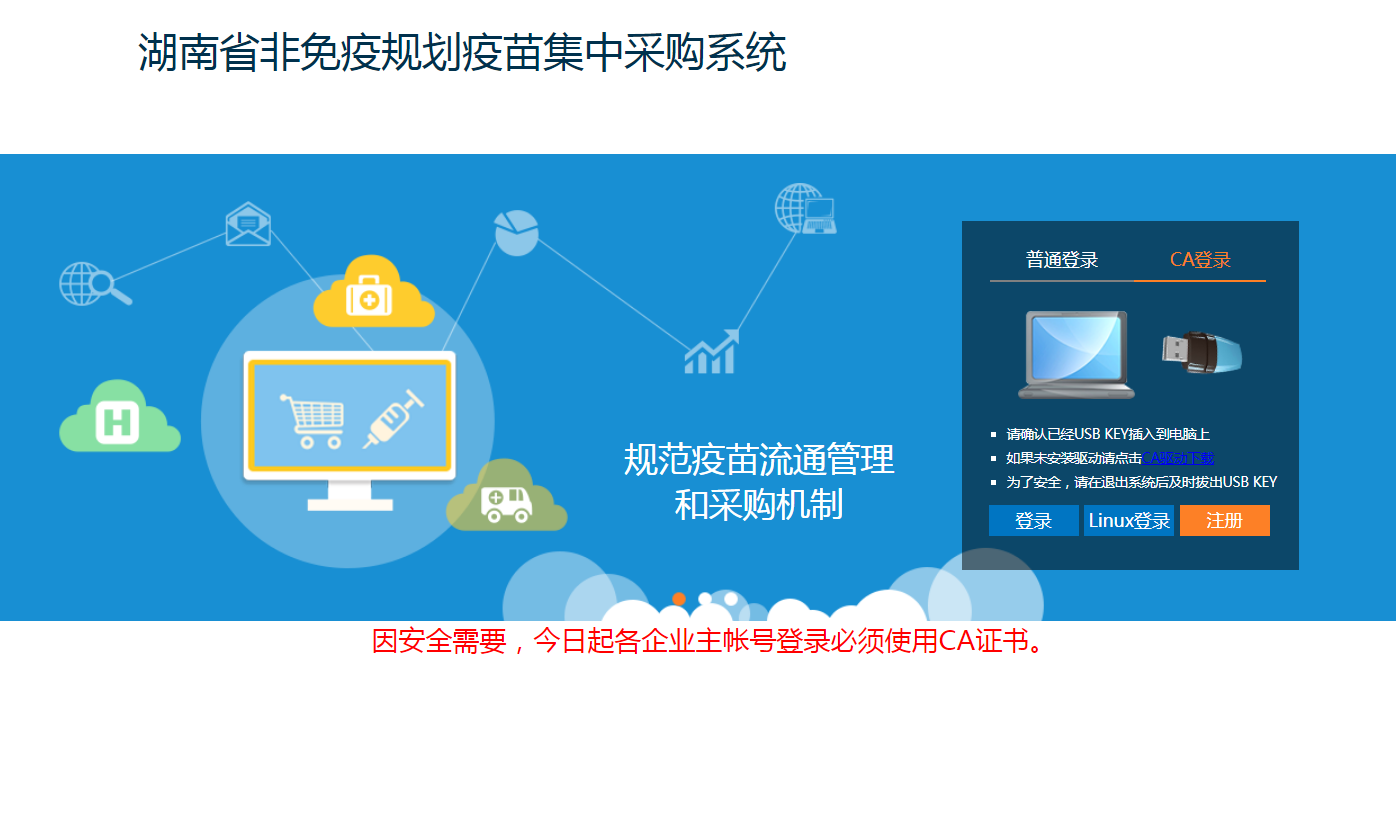 湖南省非免疫规划疫苗集中采购系统
普通登录 CA登录
H
规范疫苗流通管理
和采购机制
请确认已经USB KEY插入到电脑上
如果未安装驱动请点击CA驱动下载
为了安全，请在退出系统后及时拔出USB KEY
登录 Linux登录 注册
因安全需要，今日起各企业主帐号登录必须使用CA证书。